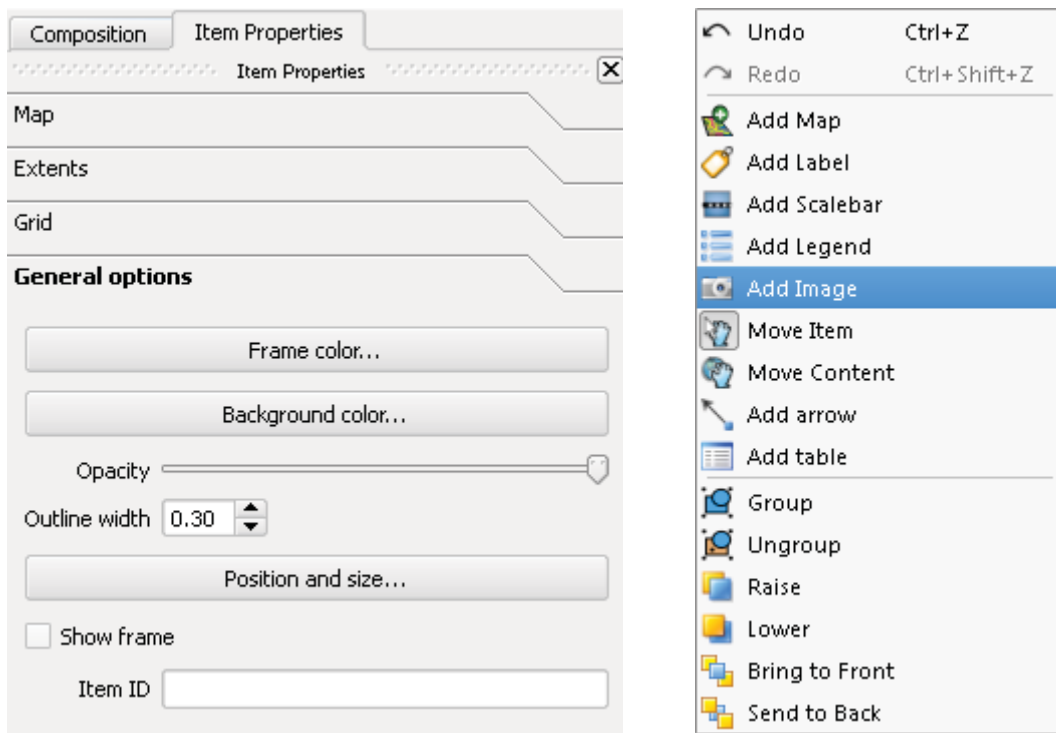 Composition Item Properties
Item Properties
Map
Extents
Grid
General options
Frame color...
Background color...
Opacity
Outline width 0.30
Position and size...
Show frame
Item ID
Undo Ctrl+Z
Redo Ctrl+Shift+Z
Add Map
Add Label
Add Scalebar
Add Legend
Add Image
Move Item
Move Content
Add arrow
Add table
Group
Ungroup
Raise
Lower
Bring to Front
Send to Back